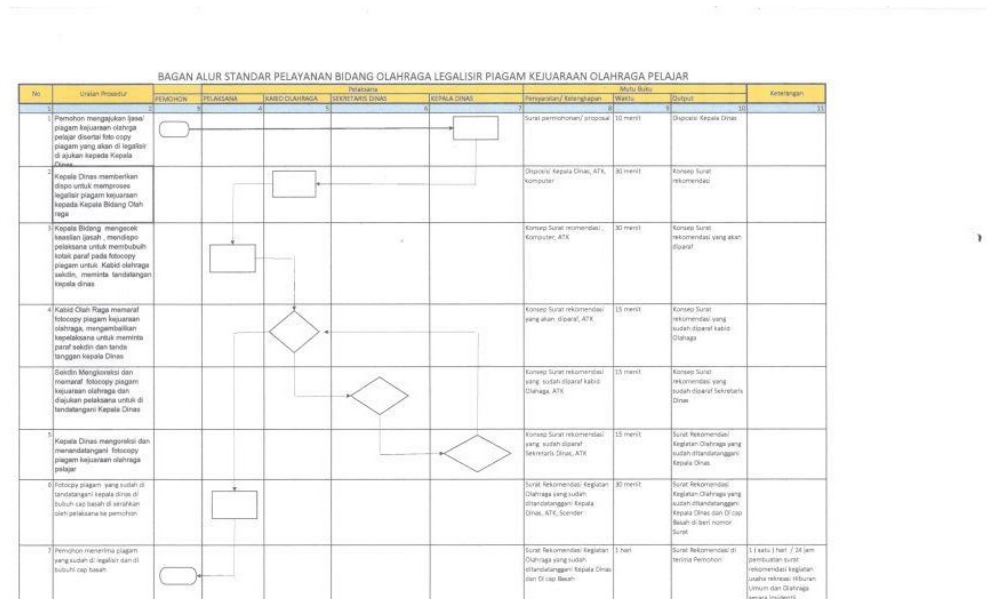 BAGAN ALUR STANDAR PELAYANAN BIDANG OLAHRAGA LEGALISIR PIAGAM KEJUARAAN OLAHRAGA PELAJAR
No
Uraian Prosedur
Pelaksana
Mutu Buku
Keterangan
PEMOHON
PELAKSANA
KABID OLAHRAGA
SEKRETARIS DINAS
KEPALA DINAS
Persyaratan/ Kelengkapan
Waktu
Output
1 2 3 4 5 7 8 9 10 11
1
Pemohon mengajukan Ijasa/
piagam kejuaraan olahrga
pelajar disertai foto copy
piagam yang akan di legalisir
di ajukan kepada Kepala
Dinas
Surat permohonan/ proposal
10 menit
Disposisi Kepala Dinas
2
Kepala Dinas memberikan
dispo untuk memproses
legalisir piagam kejuaraan
kepada Kepala Bidang Olah
raga
Disposisi Kepala Dinas, ATK,
komputer
30 menit
Konsep Surat
rekomendasi
3
Kepala Bidang mengecek
keaslian ijasah , mendispo
pelaksana untuk membubuh
kotak paraf pada fotocopy
piagam untuk Kabid olahraga
sekdin, meminta tandatangan
kepala dinas
Konsep Surat recomendasi ,
Komputer, ATK
30 menit
Konsep Surat
rekomendasi yang akan
diparaf
4
Kabid Olah Raga memaraf
fotocopy piagam kejuaraan
olahraga, mengambalikan
kepelaksana untuk meminta
paraf sekdin dan tanda
tanggan kepala Dinas
Konsep Surat rekomendasi
yang akan diparaf, ATK
15 menit
Konsep Surat
rekomendasi yang
sudah diparaf kabid
Olahaga
Sekdin Mengkoreksi dan
memaraf fotocopy piagam
kejuaraan olahraga dan
diajukan pelaksana untuk di
tandatangani Kepala Dinas
Konsep Surat rekomendasi
yang sudah diparaf kabid
Olahaga, ATK
15 menit
Konsep Surat
rekomendasi yang
sudah diparaf Sekretaris
Dinas
5
Kepala Dinas mengoreksi dan
menandatangani fotocopy
piagam kejuaraan olahraga
pelajar
Konsep Surat rekomendasi
yang sudah diparaf
Sekretaris Dinas, ATK
15 menit
Surat Rekomendasi
Kegiatan Olahraga yang
sudah ditandatanggani
Kepala Dinas
6
Fotocpy piagam yang sudah di
tandatangani kepala dinas di
bubuh cap basah di serahkan
oleh pelaksana ke pemohon
Surat Rekomendasi Kegiatan
Olahraga yang sudah
ditandatanggani Kepala
Dinas, ATK, Scender
30 menit
Surat Rekomendasi
Kegiatan Olahraga yang
sudah ditandatanggani
Kepala Dinas dan Di cap
Basah di beri nomor
Surat
7
Pemohon menerima piagam
yang sudah di legalisir dan di
bubuhi cap basah
Surat Rekomendasi Kegiatan
Olahraga yang sudah
ditandatanggani Kepala Dinas
dan Di cap Basah
1 hari
Surat Rekomendasi di
terima Pemohon
1 ( satu ) hari / 24 jam
pembuatan surat
rekomendasi kegiatan
usaha rekreasi Hiburan
Umum dan Olahraga
secara Insidentil